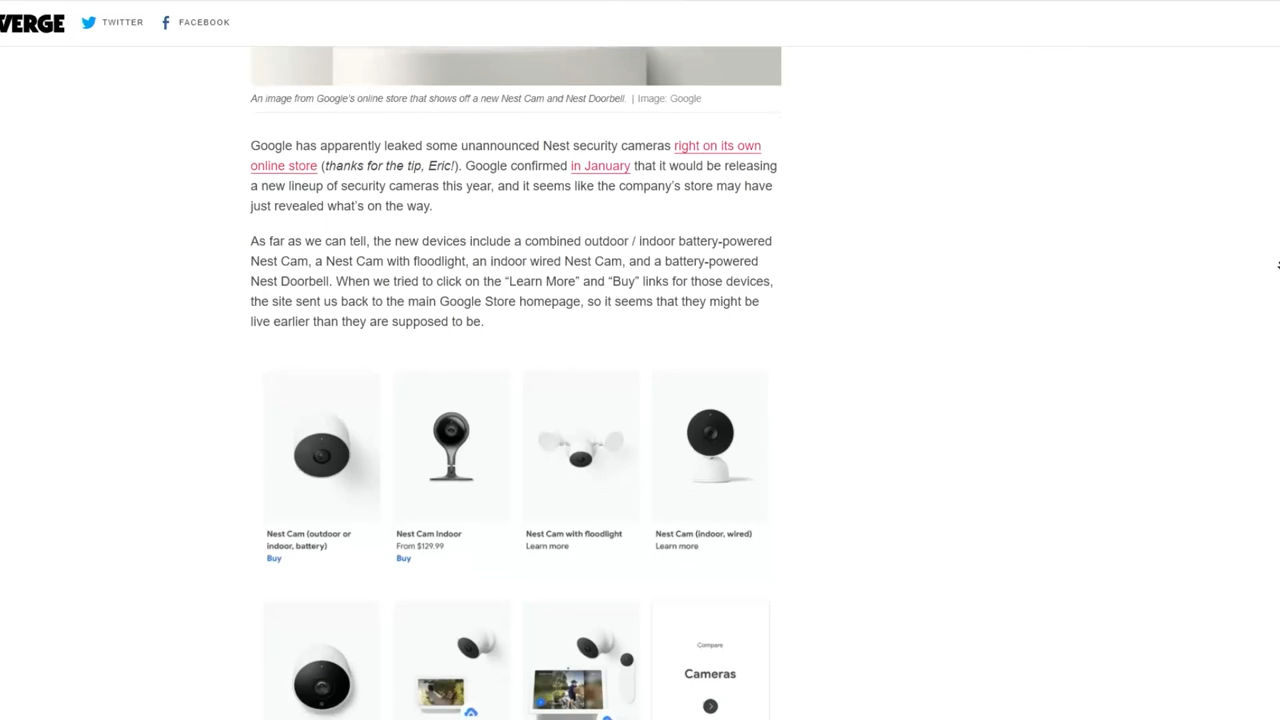 VERGE TWITTER FACEBOOK
An image from Google's online store that shows off a new Nest Cam and Nest Doorbell. | Image: Google
Google has apparently leaked some unannounced Nest security cameras right on its own
online store (thanks for the tip, Eric!). Google confirmed in January that it would be releasing
a new lineup of security cameras this year, and it seems like the company's store may have
just revealed what's on the way.
As far as we can tell, the new devices include a combined outdoor / indoor battery-powered
Nest Cam, a Nest Cam with floodlight, an indoor wired Nest Cam, and a battery-powered
Nest Doorbell. When we tried to click on the “Learn More” and “Buy” links for those devices,
the site sent us back to the main Google Store homepage, so it seems that they might be
live earlier than they are supposed to be.
Nest Cam (outdoor or
indoor, battery)
Buy
Nest Cam Indoor
From $129.99
Buy
Nest Cam with floodlight
Learn more
Nest Cam (indoor, wired)
Learn more
Compare
Cameras